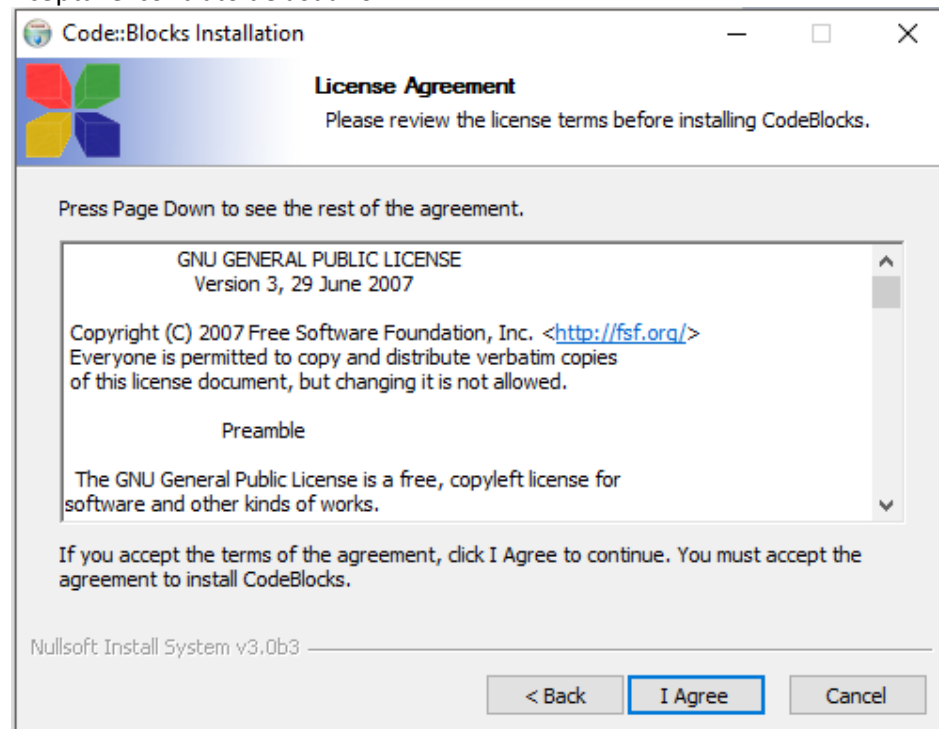 Code::Blocks Installation
License Agreement
Please review the license terms before installing CodeBlocks.
Press Page Down to see the rest of the agreement.
GNU GENERAL PUBLIC LICENSE
Version 3, 29 June 2007
Copyright (C) 2007 Free Software Foundation, Inc. <http://fsf.org/>
Everyone is permitted to copy and distribute verbatim copies
of this license document, but changing it is not allowed.
Preamble
The GNU General Public License is a free, copyleft license for
software and other kinds of works.
If you accept the terms of the agreement, click I Agree to continue. You must accept the
agreement to install CodeBlocks.
Nullsoft Install System v3.0b3
< Back
I Agree
Cancel